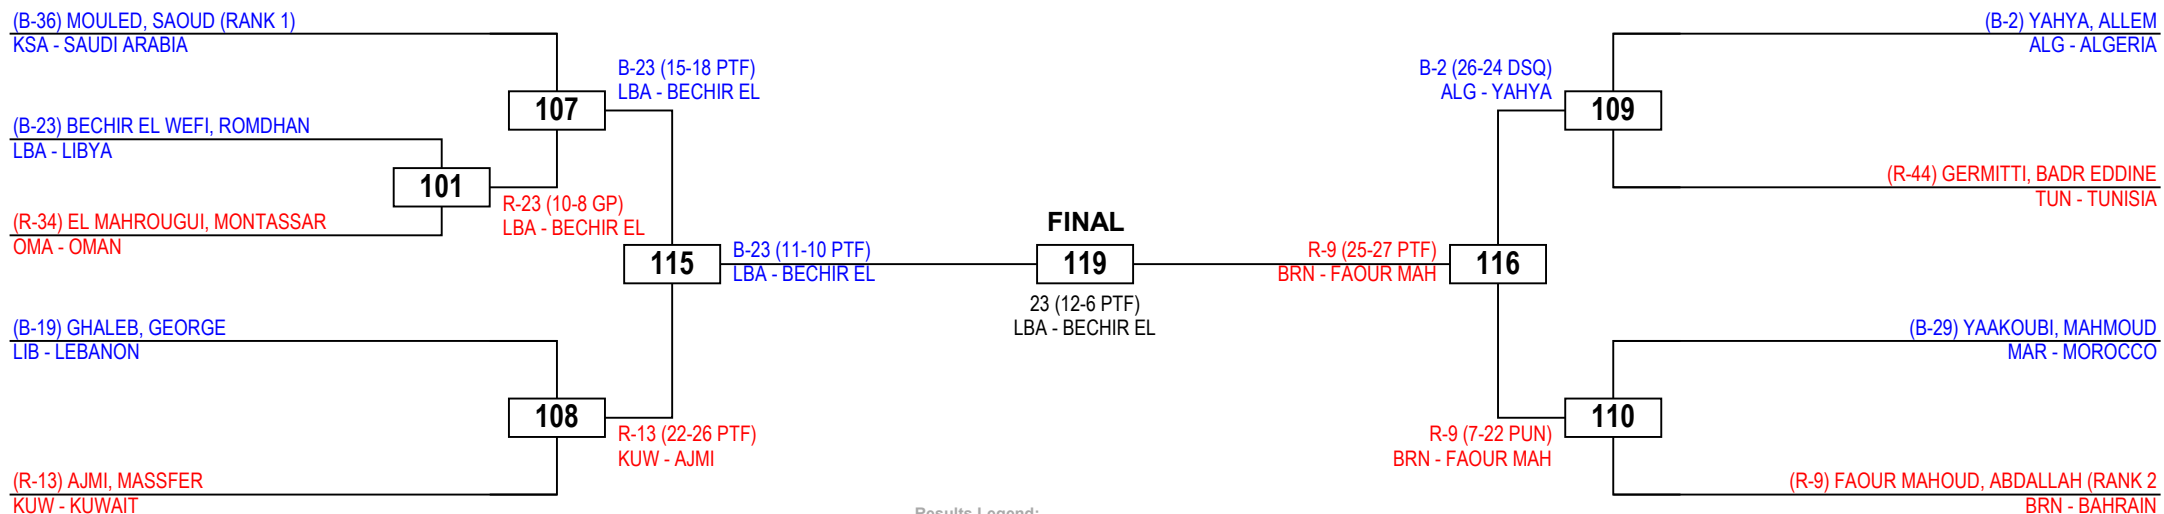 (B-36) MOULED, SAOUD (RANK 1)
KSA - SAUDI ARABIA
(B-23) BECHIR EL WEFI, ROMDHAN
LBA - LIBYA
(R-34) EL MAHROUGUI, MONTASSAR
OMA - OMAN
(B-19) GHALEB, GEORGE
LIB - LEBANON
(R-13) AJMI, MASSFER
KUW - KUWAIT
101
R-23 (10-8 GP)
LBA - BECHIR EL
107
B-23 (15-18 PTF)
LBA - BECHIR EL
108
R-13 (22-26 PTF)
KUW - AJMI
115
B-23 (11-10 PTF)
LBA - BECHIR EL
FINAL
119
23 (12-6 PTF)
LBA - BECHIR EL
R-9 (25-27 PTF)
BRN - FAOUR MAH
116
B-2 (26-24 DSQ)
ALG - YAHYA
109
R-9 (7-22 PUN)
BRN - FAOUR MAH
110
(B-2) YAHYA, ALLEM
ALG - ALGERIA
(R-44) GERMITTI, BADR EDDINE
TUN - TUNISIA
(B-29) YAAKOUBI, MAHMOUD
MAR - MOROCCO
(R-9) FAOUR MAHOUD, ABDALLAH (RANK 2
BRN - BAHRAIN
Results Legend: